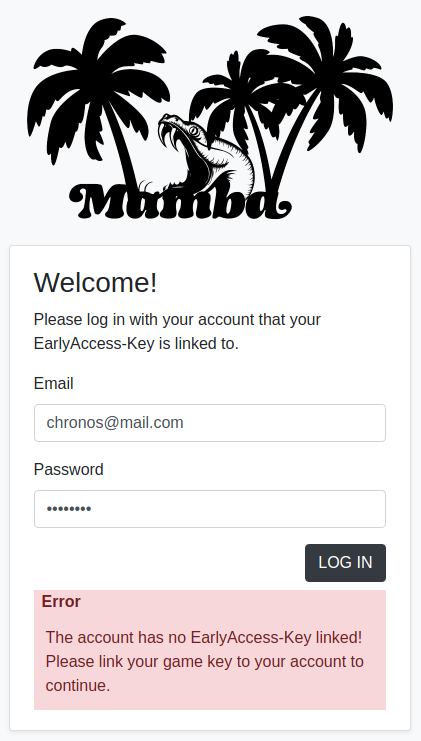 Mamba
Welcome!
Please log in with your account that your
EarlyAccess-Key is linked to.
Email
chronos@mail.com
Password
••••••••
LOG IN
Error
The account has no EarlyAccess-Key linked!
Please link your game key to your account to
continue.